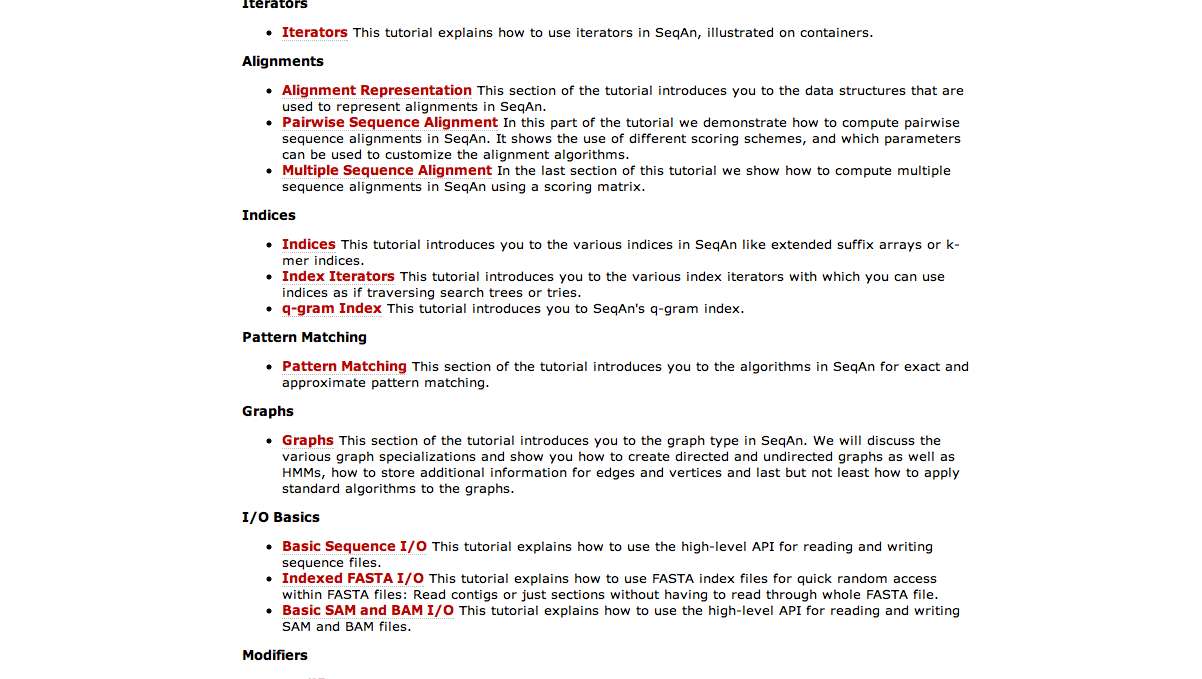 Iterators
Iterators This tutorial explains how to use iterators in SeqAn, illustrated on containers.
Alignments
Alignment Representation This section of the tutorial introduces you to the data structures that are
used to represent alignments in SeqAn.
Pairwise Sequence Alignment In this part of the tutorial we demonstrate how to compute pairwise
sequence alignments in SeqAn. It shows the use of different scoring schemes, and which parameters
can be used to customize the alignment algorithms.
Multiple Sequence Alignment In the last section of this tutorial we show how to compute multiple
sequence alignments in SeqAn using a scoring matrix.
Indices
Indices This tutorial introduces you to the various indices in SeqAn like extended suffix arrays or k-
mer indices.
Index Iterators This tutorial introduces you to the various index iterators with which you can use
indices as if traversing search trees or tries.
q-gram Index This tutorial introduces you to SeqAn's q-gram index.
Pattern Matching
Pattern Matching This section of the tutorial introduces you to the algorithms in SeqAn for exact and
approximate pattern matching.
Graphs
Graphs This section of the tutorial introduces you to the graph type in SeqAn. We will discuss the
various graph specializations and show you how to create directed and undirected graphs as well as
HMMs, how to store additional information for edges and vertices and last but not least how to apply
standard algorithms to the graphs.
I/O Basics
Basic Sequence I/O This tutorial explains how to use the high-level API for reading and writing
sequence files.
Indexed FASTA I/O This tutorial explains how to use FASTA index files for quick random access
within FASTA files: Read contigs or just sections without having to read through whole FASTA file.
Basic SAM and BAM I/O This tutorial explains how to use the high-level API for reading and writing
SAM and BAM files.
Modifiers